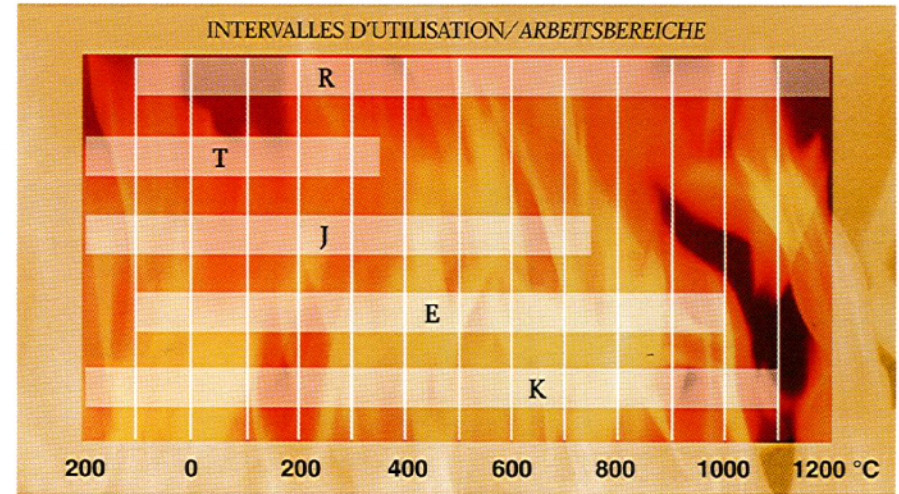 INTERVALLES D'UTILISATION/ARBEITSBEREICHE
R
T
J
E
K
200 0 200 400 600 800 1000 1200 °C